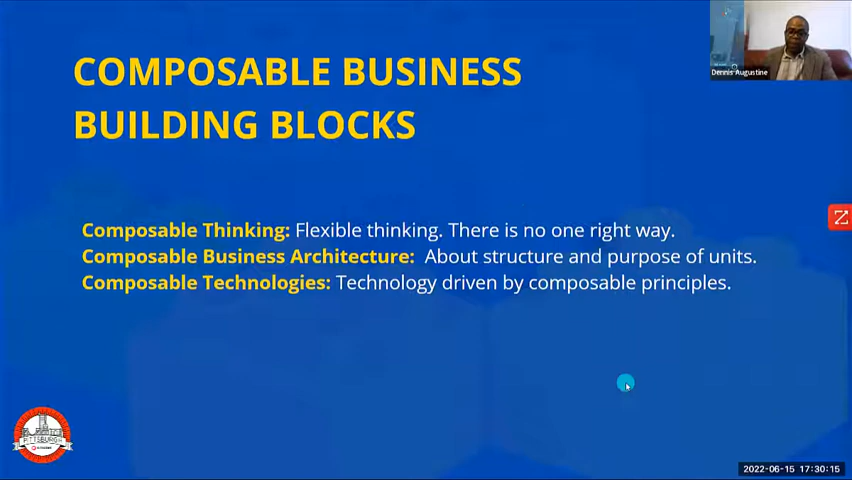 COMPOSABLE BUSINESS
BUILDING BLOCKS
Dennis Augustine
Composable Thinking: Flexible thinking. There is no one right way.
Composable Business Architecture: About structure and purpose of units.
Composable Technologies: Technology driven by composable principles.
PITTSBURGH
2022-06-15 17:30:15